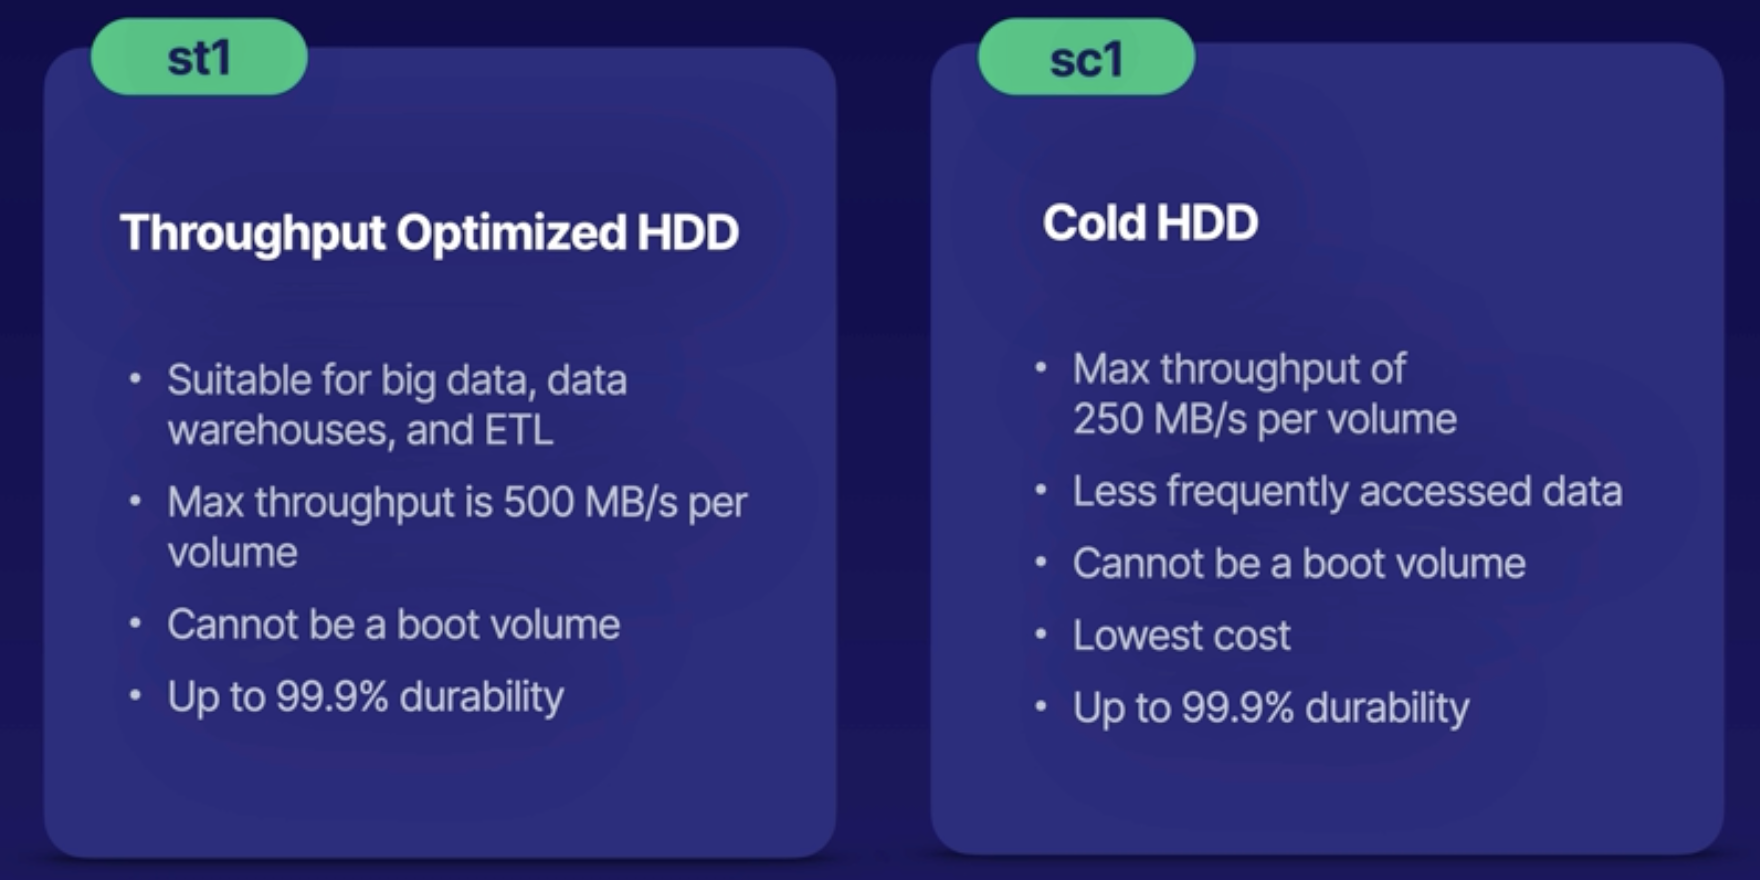 st1
Throughput Optimized HDD
• Suitable for big data, data
warehouses, and ETL
• Max throughput is 500 MB/s per
volume
• Cannot be a boot volume
• Up to 99.9% durability
sc1
Cold HDD
• Max throughput of
250 MB/s per volume
• Less frequently accessed data
• Cannot be a boot volume
• Lowest cost
• Up to 99.9% durability